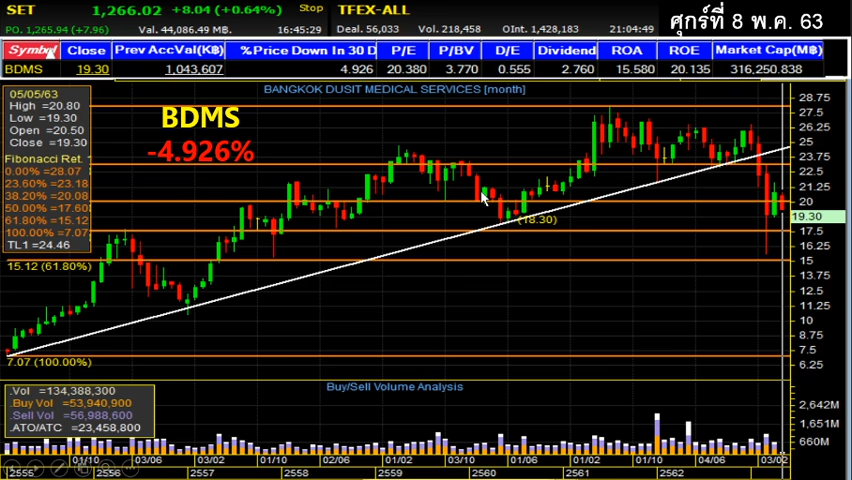 SET 1,266.02 +8.04 (+0.64%) Stop TFEX-ALL
PO. 1,265.94 (+7.96) Val. 44,086.49 MB. 16:45:29 Deal. 56,033 Vol. 218,458 OInt. 1,428,183 21:04:49
ศุกร์ที่ 8 พ.ค. 63
Symbol Close Prev AccVal(K฿) %Price Down In 30 D P/E P/BV D/E Dividend ROA ROE Market Cap(M฿)
BDMS 19.30 1,043,607 4.926 20.380 3.770 0.555 2.760 15.580 20.135 316,250.838
BANGKOK DUSIT MEDICAL SERVICES [month]
05/05/63
High =20.80
Low =19.30
Open =20.50
Close =19.30
Fibonacci Ret.
0.00% =28.07
23.60% =23.18
38.20% =20.08
50.00% =17.60
61.80% =15.12
100.00% =7.07
TL1 =24.46
BDMS
-4.926%
(18.30)
15.12 (61.80%)
7.07 (100.00%)
28.75
27.5
26.25
25
23.75
22.5
21.25
20
19.30
17.5
16.25
15
13.75
12.5
11.25
10
8.75
7.5
6.25
Buy/Sell Volume Analysis
.Vol =134,388,300
.Buy Vol =53,940,900
.Sell Vol =56,988,600
.ATO/ATC =23,458,800
2,642M
1,651M
660M
01/10 03/06 03/02 01/10 02/06 03/02 01/06 03/10 01/06 03/02 01/06 01/10 04/06 03/02
2555 2556 2557 2558 2559 2560 2561 2562